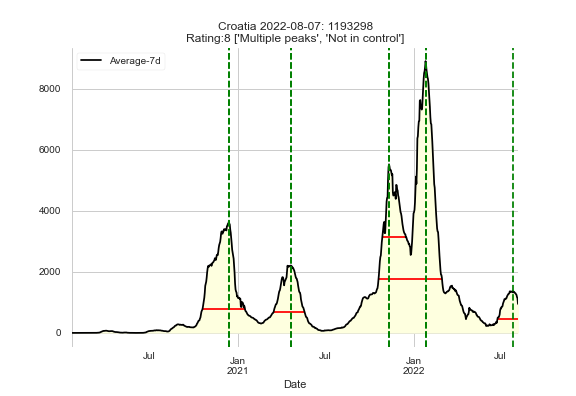 Croatia 2022-08-07: 1193298
Rating:8 ['Multiple peaks', 'Not in control']
Average-7d
8000
6000
4000
2000
0
Jul
Jan
2021
Jul
Jan
2022
Jul
Date